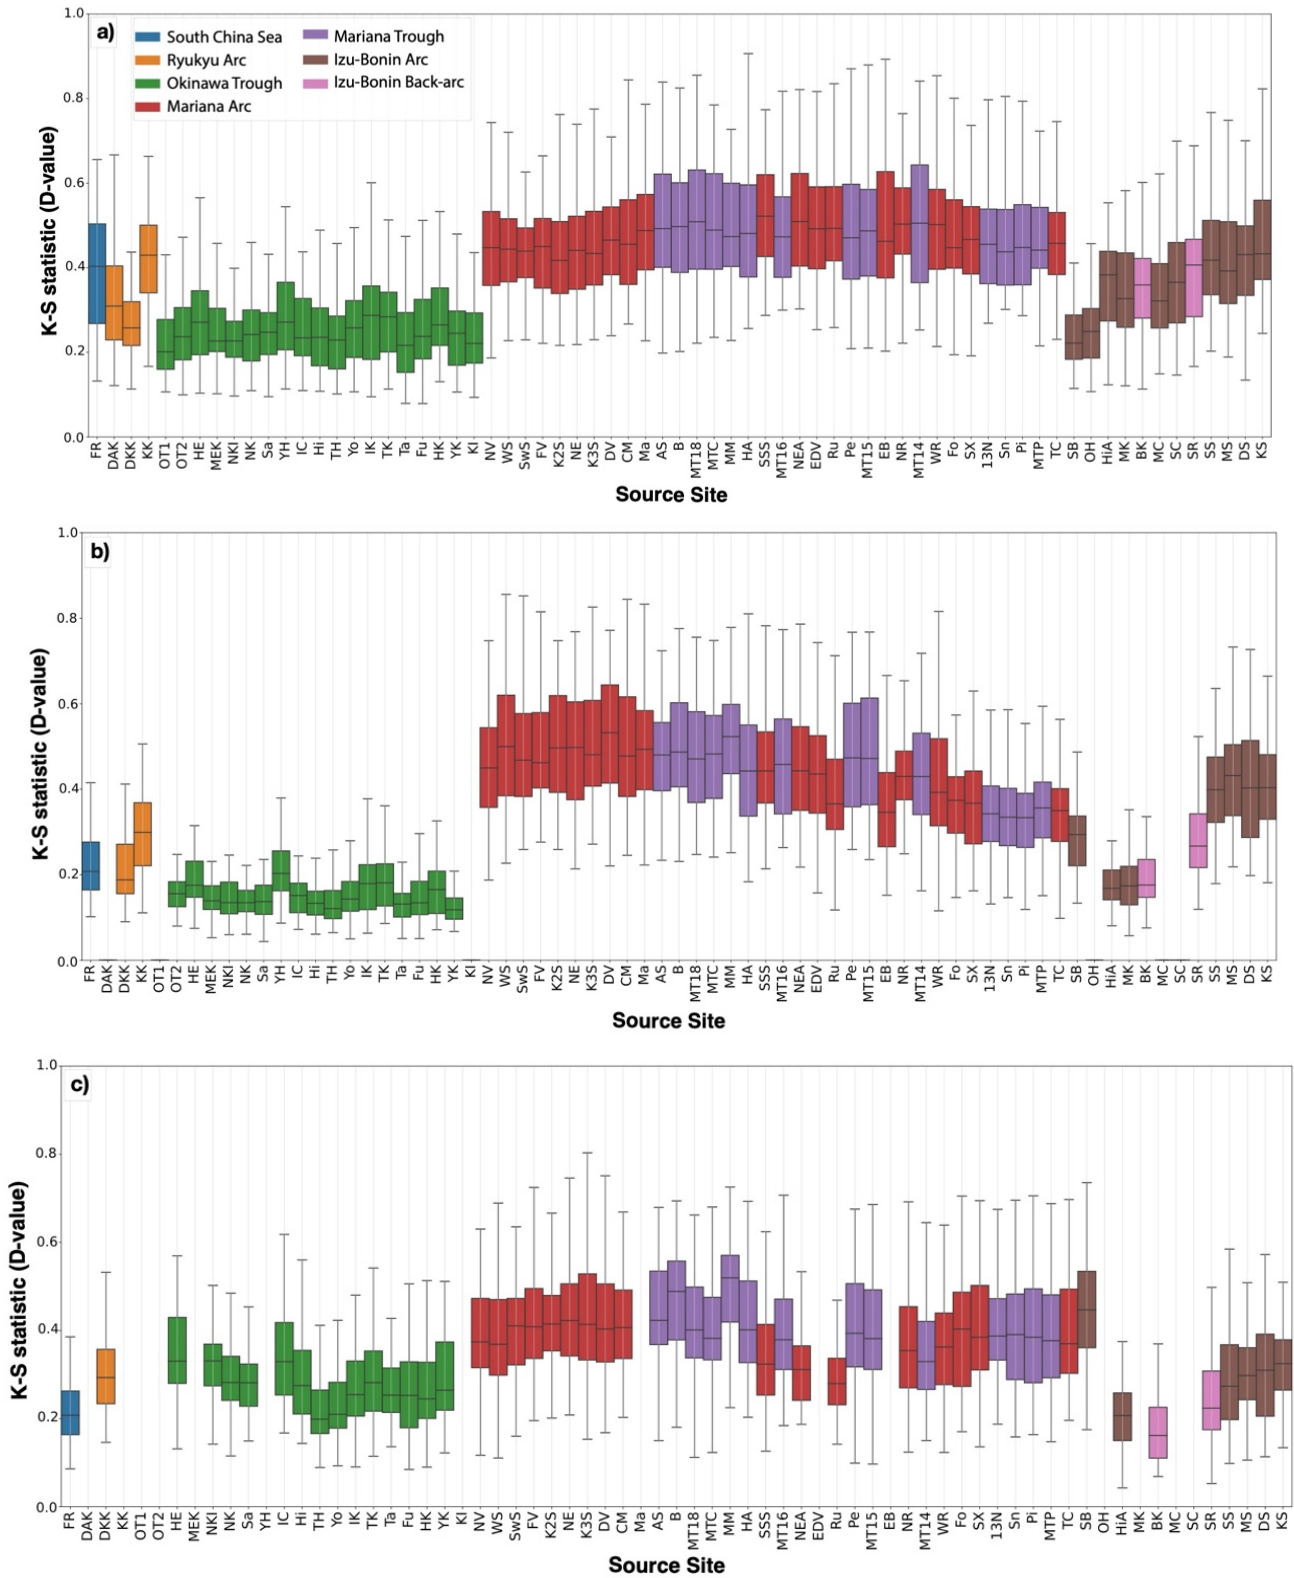 a)
South China Sea
Ryukyu Arc
Okinawa Trough
Mariana Arc
Mariana Trough
Izu-Bonin Arc
Izu-Bonin Back-arc
K-S statistic (D-value)
1.0
0.8
0.6
0.4
0.2
0.0
FR DAK DKK KK OT1 OT2 HE MEK NKI NK Sa YH IC Hi TH Yo IK TK Ta Fu HK YK KI NV WS SwS FV K2S NE K3S DV CM Ma AS B MT18 MTC MM HA SSS MT16 NEA EDV Ru Pe MT15 EB NR MT14 WR Fo SX 13N Sn Pi MTP TC SB OH HiA MK BK MC SC SR SS MS DS KS
Source Site
b)
K-S statistic (D-value)
1.0
0.8
0.6
0.4
0.2
0.0
FR DAK DKK KK OT1 OT2 HE MEK NKI NK Sa YH IC Hi TH Yo IK TK Ta Fu HK YK KI NV WS SwS FV K2S NE K3S DV CM Ma AS B MT18 MTC MM HA SSS MT16 NEA EDV Ru Pe MT15 EB NR MT14 WR Fo SX 13N Sn Pi MTP TC SB OH HiA MK BK MC SC SR SS MS DS KS
Source Site
c)
K-S statistic (D-value)
1.0
0.8
0.6
0.4
0.2
0.0
FR DAK DKK KK OT1 OT2 HE MEK NKI NK Sa YH IC Hi TH Yo IK TK Ta Fu HK YK KI NV WS SwS FV K2S NE K3S DV CM Ma AS B MT18 MTC MM HA SSS MT16 NEA EDV Ru Pe MT15 EB NR MT14 WR Fo SX 13N Sn Pi MTP TC SB OH HiA MK BK MC SC SR SS MS DS KS
Source Site